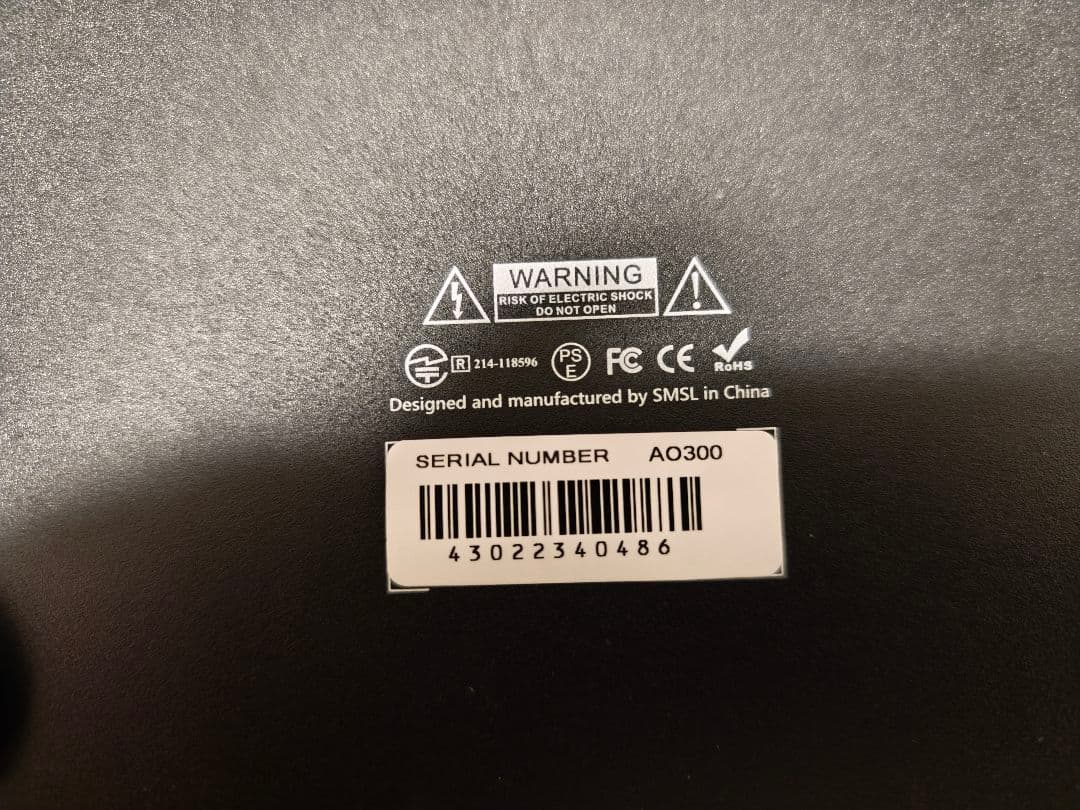 WARNING
RISK OF ELECTRIC SHOCK
DO NOT OPEN
R 214-118596 PSE FC CE RoHS
Designed and manufactured by SMSL in China
SERIAL NUMBER AO300
43022340486